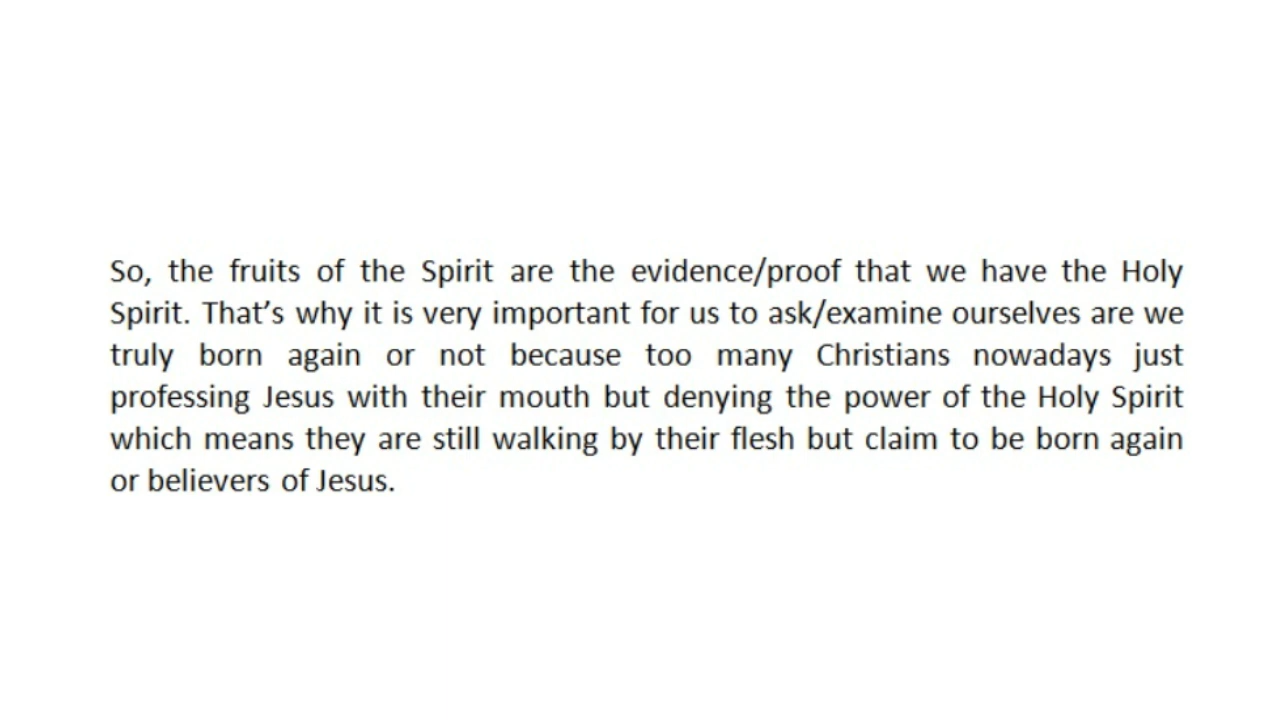 So, the fruits of the Spirit are the evidence/proof that we have the Holy
Spirit. That’s why it is very important for us to ask/examine ourselves are we
truly born again or not because too many Christians nowadays just
professing Jesus with their mouth but denying the power of the Holy Spirit
which means they are still walking by their flesh but claim to be born again
or believers of Jesus.